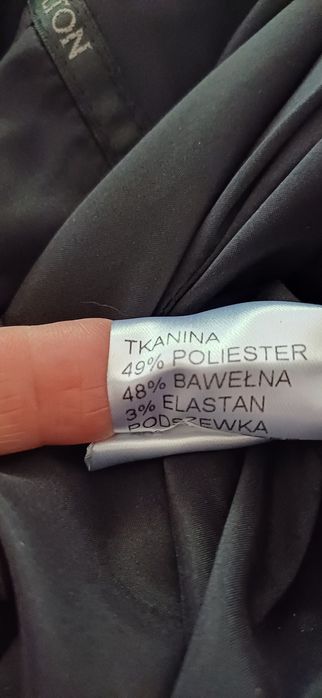 TKANINA
49% POLIESTER
48% BAWEŁNA
3% ELASTAN
PODSZEWKA